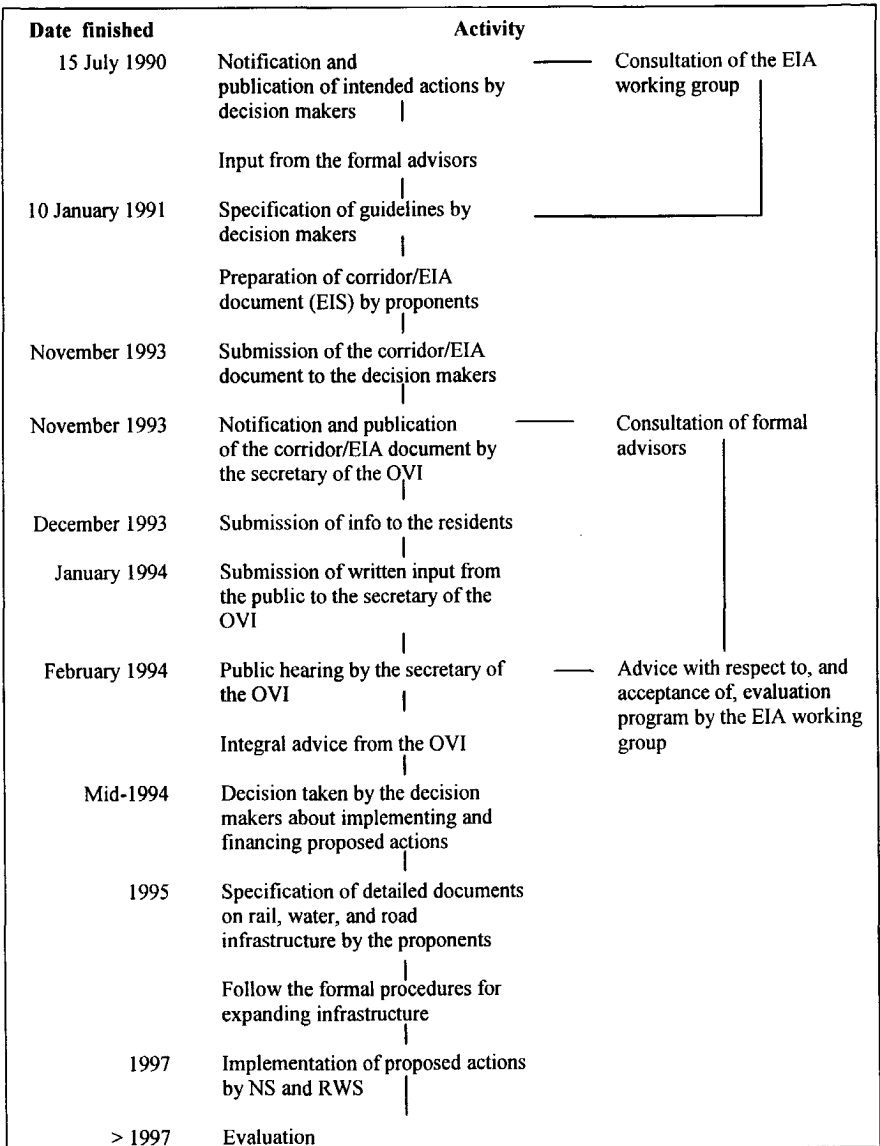 Date finished Activity
15 July 1990 Notification and Consultation of the EIA
publication of intended actions by working group
decision makers
Input from the formal advisors
10 January 1991 Specification of guidelines by
decision makers
Preparation of corridor/EIA
document (EIS) by proponents
November 1993 Submission of the corridor/EIA
document to the decision makers
November 1993 Notification and publication Consultation of formal
of the corridor/EIA document by advisors
the secretary of the OVI
December 1993 Submission of info to the residents
January 1994 Submission of written input from
the public to the secretary of the
OVI
February 1994 Public hearing by the secretary of Advice with respect to, and
the OVI acceptance of, evaluation
program by the EIA working
Integral advice from the OVI group
Mid-1994 Decision taken by the decision
makers about implementing and
financing proposed actions
1995 Specification of detailed documents
on rail, water, and road
infrastructure by the proponents
Follow the formal procedures for
expanding infrastructure
1997 Implementation of proposed actions
by NS and RWS
> 1997 Evaluation